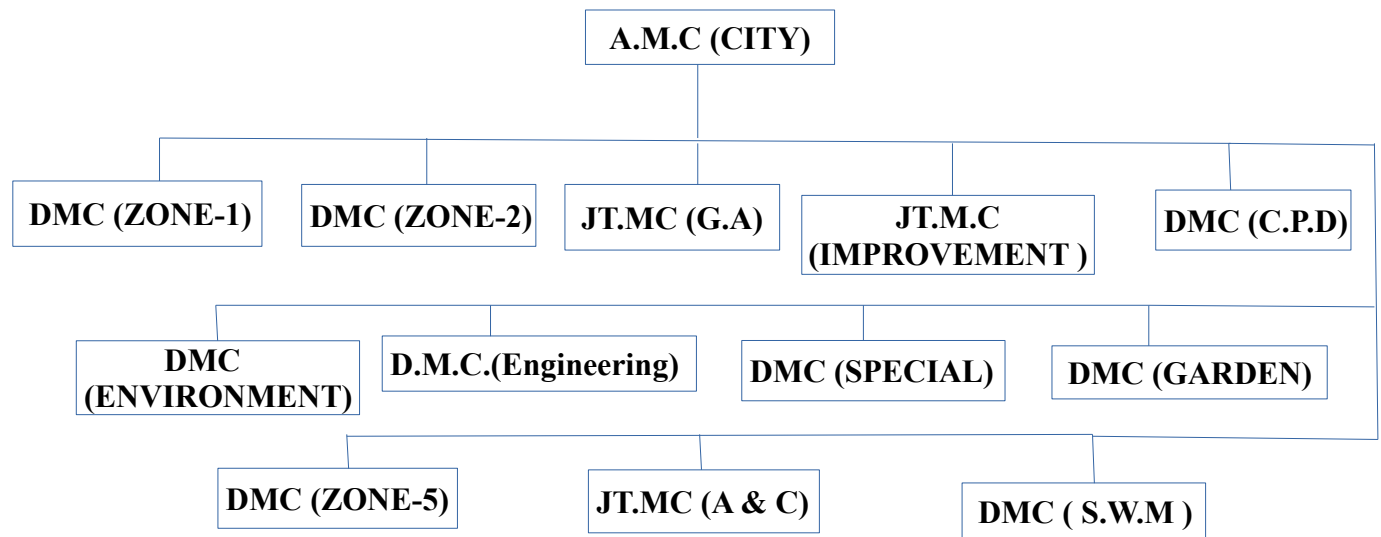 A.M.C (CITY)
DMC (ZONE-1)
DMC (ZONE-2)
JT.MC (G.A)
JT.M.C
(IMPROVEMENT )
DMC (C.P.D)
DMC
(ENVIRONMENT)
D.M.C.(Engineering)
DMC (SPECIAL)
DMC (GARDEN)
DMC (ZONE-5)
JT.MC (A & C)
DMC ( S.W.M )